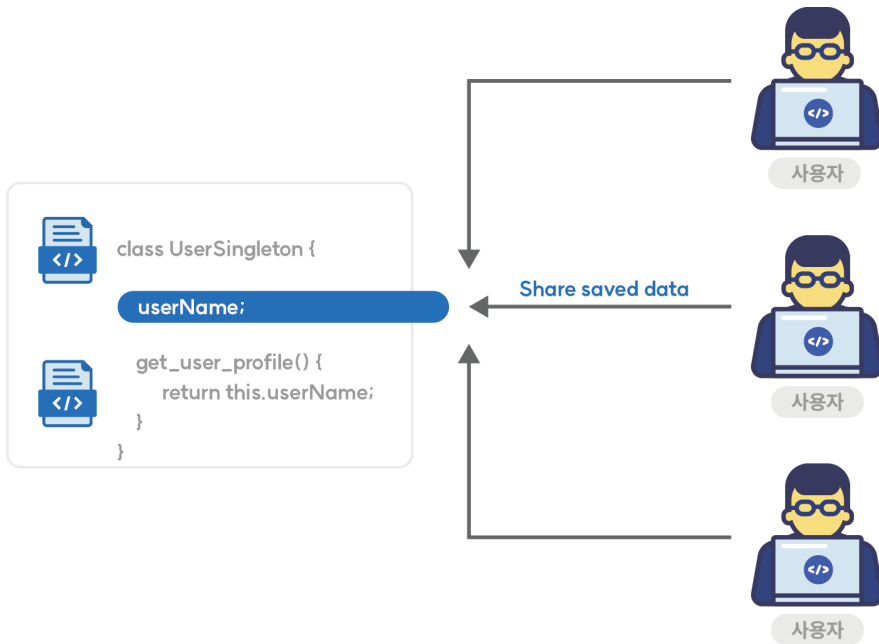 사용자
</>
class UserSingleton {
Share saved data
userName;
</>
get_user_profile() {
return this.userName;
</>
}
}
사용자
</>
사용자
</>